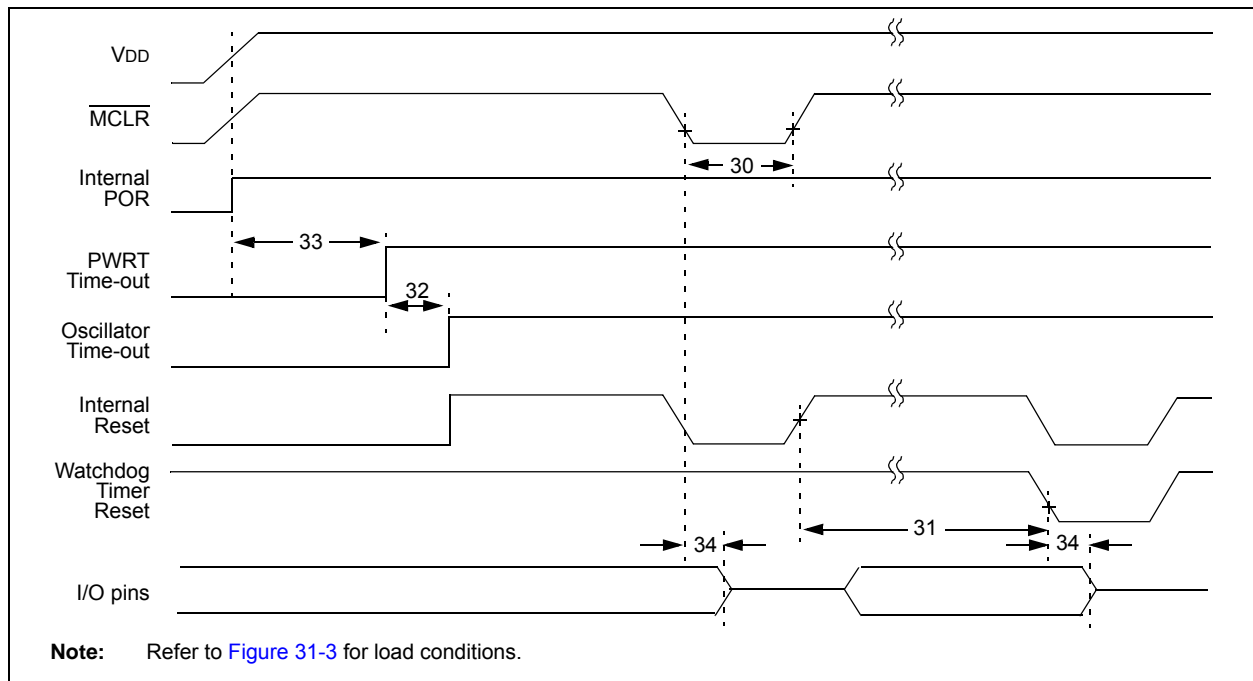 VDD
MCLR
30
Internal
POR
33
PWRT
Time-out
32
Oscillator
Time-out
Internal
Reset
Watchdog
Timer
Reset
31
34
34
I/O pins
Note: Refer to Figure 31-3 for load conditions.